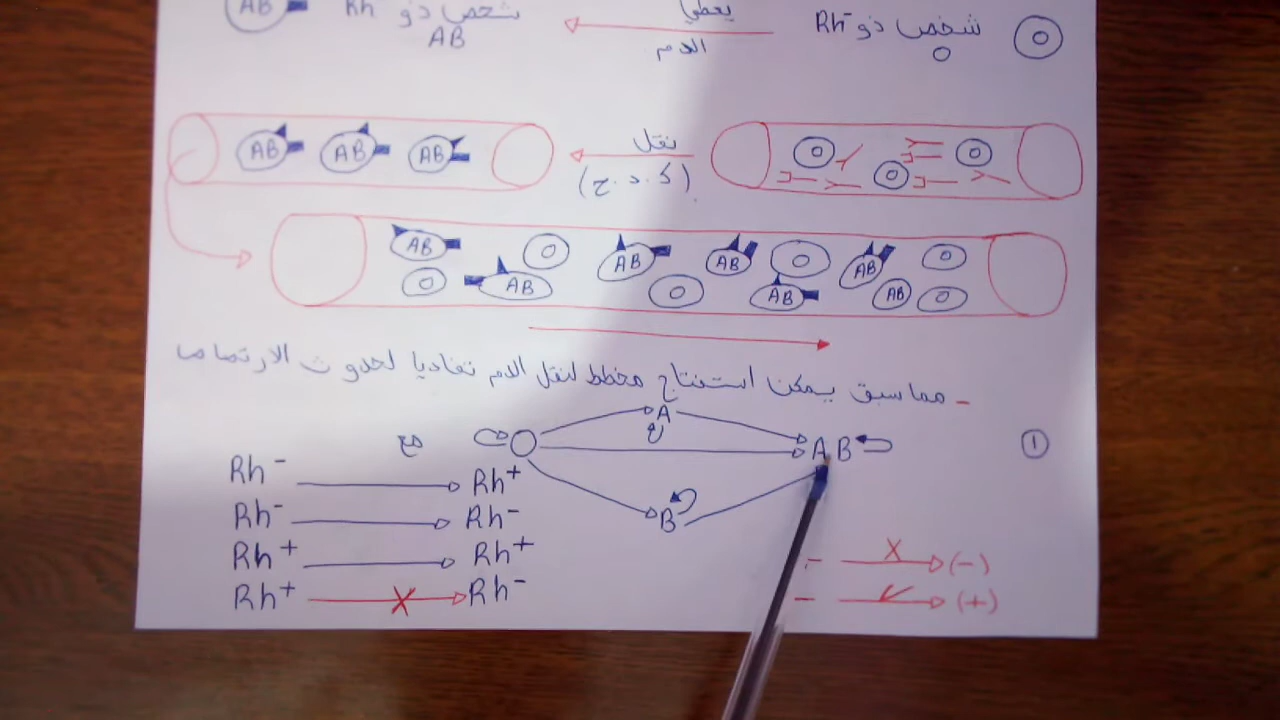 شخص ذو Rh⁻ يعطي شخص ذو Rh
O الدم AB
O AB
نقل
(ك.د.ح)
AB AB AB O O O
AB O AB AB O AB O
O AB O AB AB O
- مما سبق يمكن استنتاج مخطط لنقل الدم تفاديا لحدوث الارتصاص
① O A B AB
مع
Rh⁻ Rh⁺
Rh⁻ Rh⁻
Rh⁺ Rh⁺
Rh⁺ X Rh⁻
- X (-)
- ✓ (+)